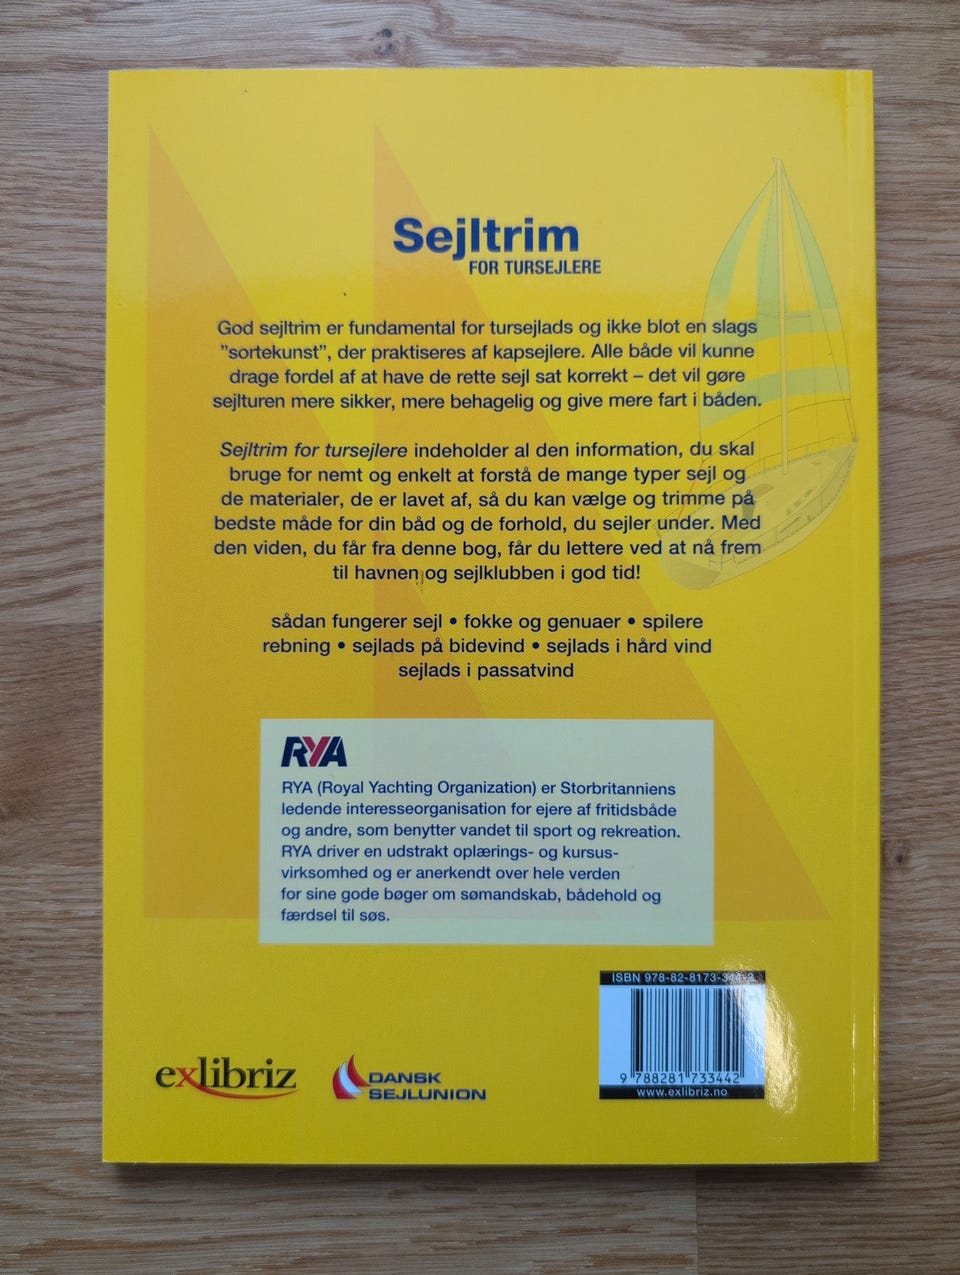 Sejltrim
FOR TURSEJLERE
God sejltrim er fundamental for tursejlads og ikke blot en slags
”sortekunst”, der praktiseres af kapsejlere. Alle både vil kunne
drage fordel af at have de rette sejl sat korrekt – det vil gøre
sejlturen mere sikker, mere behagelig og give mere fart i båden.
Sejltrim for tursejlere indeholder al den information, du skal
bruge for nemt og enkelt at forstå de mange typer sejl og
de materialer, de er lavet af, så du kan vælge og trimme på
bedste måde for din båd og de forhold, du sejler under. Med
den viden, du får fra denne bog, får du lettere ved at nå frem
til havnen og sejlklubben i god tid!
sådan fungerer sejl • fokke og genuaer • spilere
rebning • sejlads på bidevind • sejlads i hård vind
sejlads i passatvind
RYA
RYA (Royal Yachting Organization) er Storbritanniens
ledende interesseorganisation for ejere af fritidsbåde
og andre, som benytter vandet til sport og rekreation.
RYA driver en udstrakt oplærings- og kursus-
virksomhed og er anerkendt over hele verden
for sine gode bøger om sømandskab, bådehold og
færdsel til søs.
ISBN 978-82-8173-344-2
9 788281 733442
www.exlibriz.no
exlibriz
DANSK
SEJLUNION